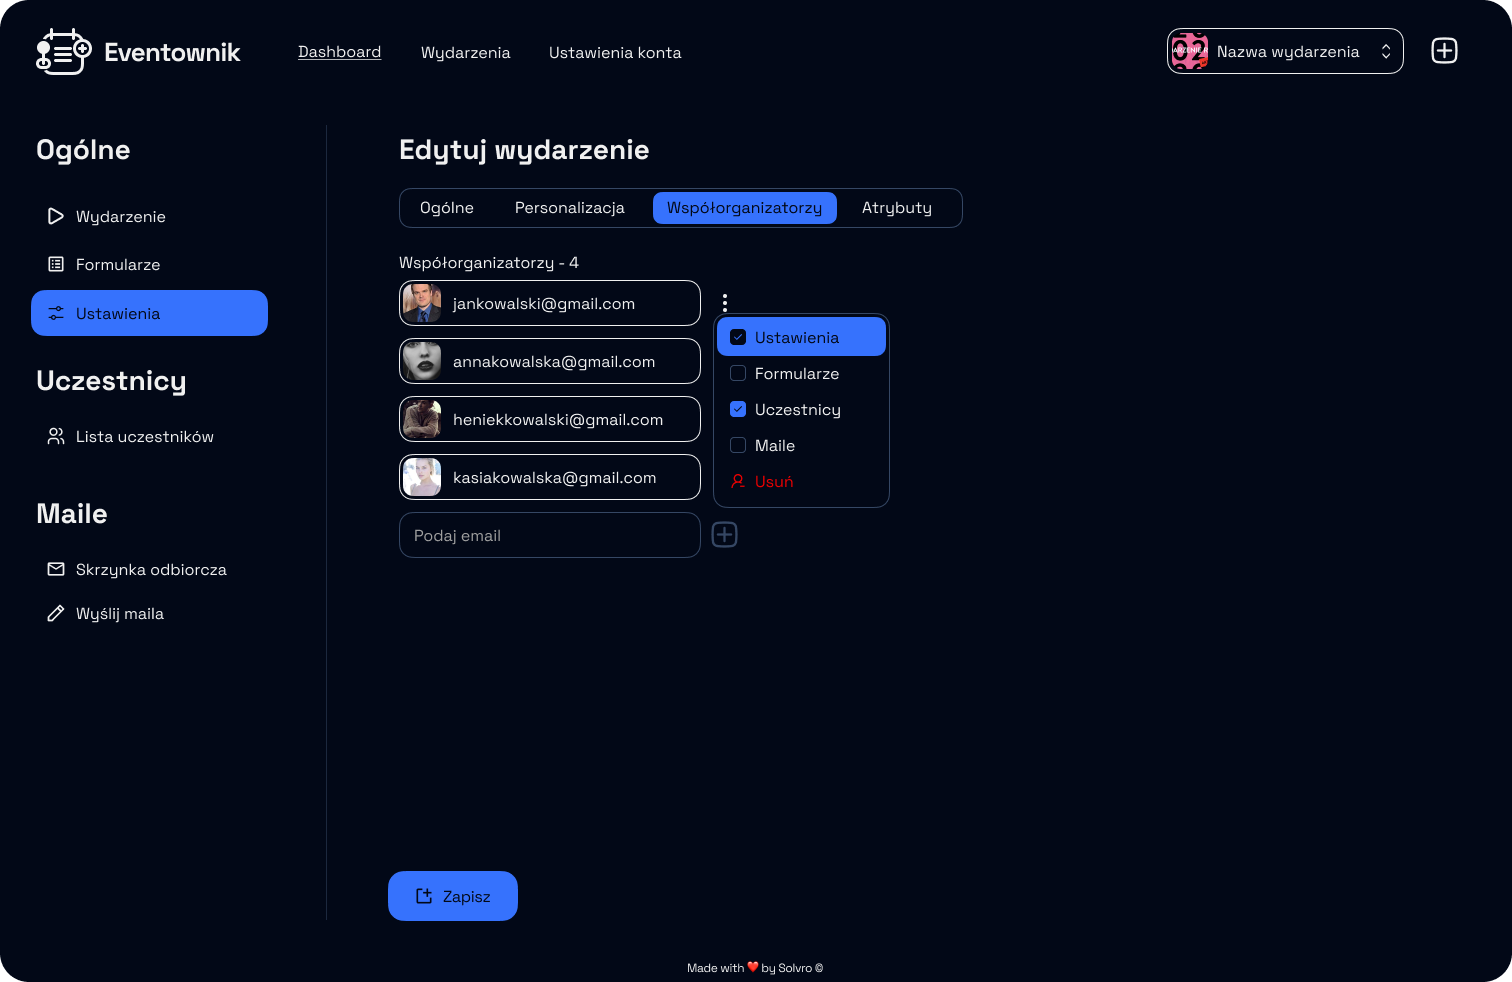 Eventownik
Dashboard
Wydarzenia
Ustawienia konta
Nazwa wydarzenia
Ogólne
Wydarzenie
Formularze
Ustawienia
Uczestnicy
Lista uczestników
Maile
Skrzynka odbiorcza
Wyślij maila
Edytuj wydarzenie
Ogólne
Personalizacja
Współorganizatorzy
Atrybuty
Współorganizatorzy - 4
jankowalski@gmail.com
annakowalska@gmail.com
heniekkowalski@gmail.com
kasiakowalska@gmail.com
Podaj email
Ustawienia
Formularze
Uczestnicy
Maile
Usuń
Zapisz
Made with ❤️ by Solvro ©